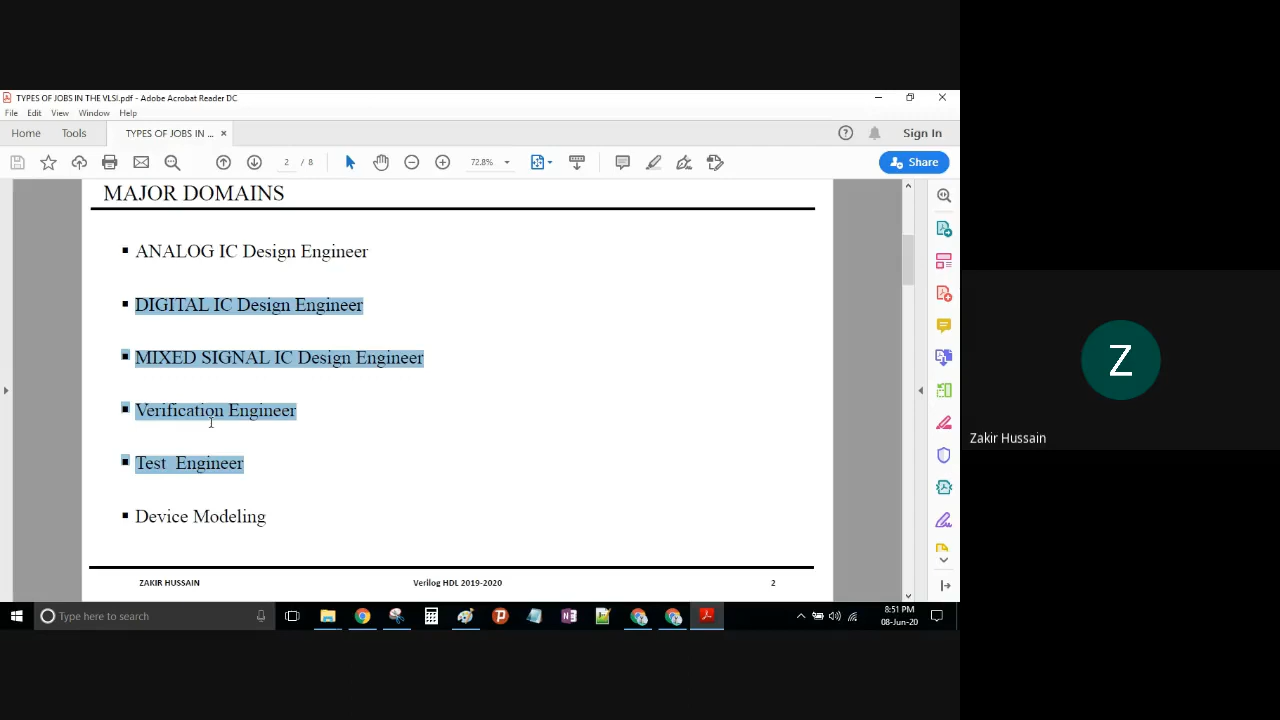 TYPES OF JOBS IN THE VLSI.pdf - Adobe Acrobat Reader DC
File Edit View Window Help
Home Tools TYPES OF JOBS IN ... × Sign In
2 / 8 72.8% Share
MAJOR DOMAINS
▪ ANALOG IC Design Engineer
▪ DIGITAL IC Design Engineer
▪ MIXED SIGNAL IC Design Engineer
▪ Verification Engineer
▪ Test Engineer
▪ Device Modeling
ZAKIR HUSSAIN Verilog HDL 2019-2020 2
Z
Zakir Hussain
Type here to search
8:51 PM
08-Jun-20